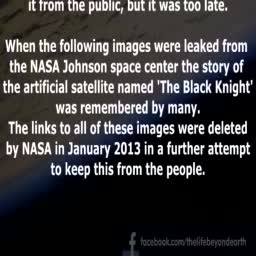 it from the public, but it was too late.
When the following images were leaked from
the NASA Johnson space center the story of
the artificial satellite named 'The Black Knight'
was remembered by many.
The links to all of these images were deleted
by NASA in January 2013 in a further attempt
to keep this from the people.
facebook.com/thelifebeyondearth